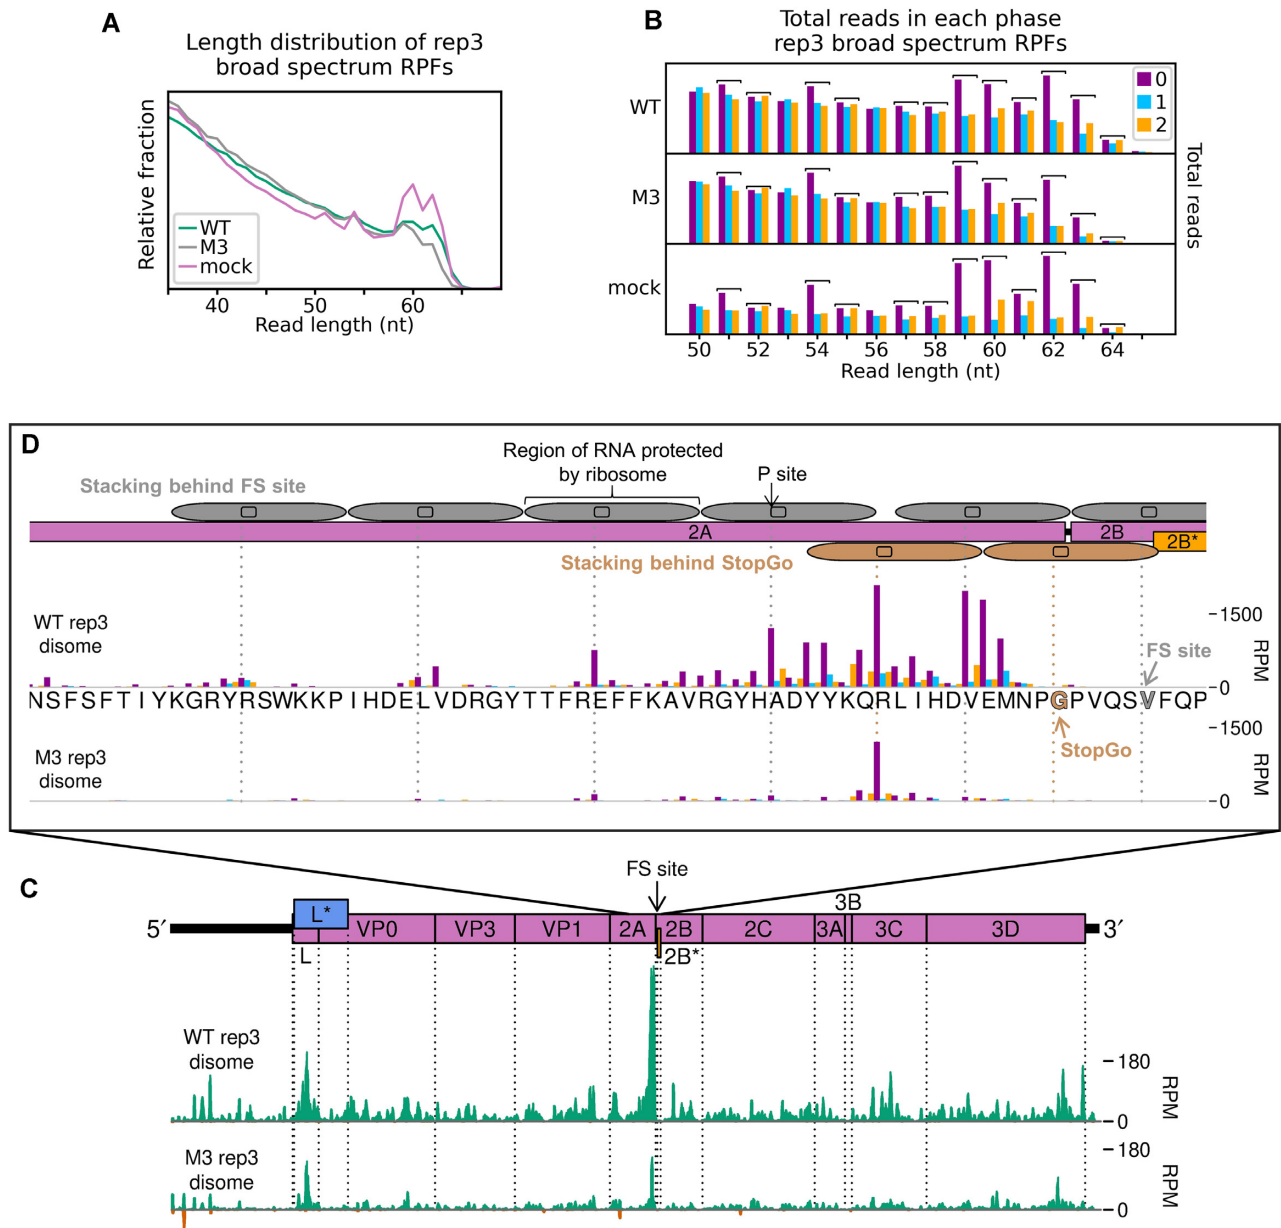 A
Length distribution of rep3
broad spectrum RPFs
Relative fraction
WT
M3
mock
40
50
60
Read length (nt)
B
Total reads in each phase
rep3 broad spectrum RPFs
WT
M3
mock
0
1
2
Total reads
50
52
54
56
58
60
62
64
Read length (nt)
D
Region of RNA protected
by ribosome
P site
Stacking behind FS site
2A
2B
2B*
Stacking behind StopGo
WT rep3
disome
1500
RPM
0
FS site
NSFSFTIYKGRYRSWKKPIHDELVDRGYTTFREFFKAVRGYHADYYKQRLIHDVEMNPGPVQSVFQP
StopGo
M3 rep3
disome
1500
RPM
0
C
FS site
5′
L*
L
VP0
VP3
VP1
2A
2B
2B*
2C
3A
3B
3C
3D
3′
WT rep3
disome
180
0
RPM
M3 rep3
disome
180
0
RPM